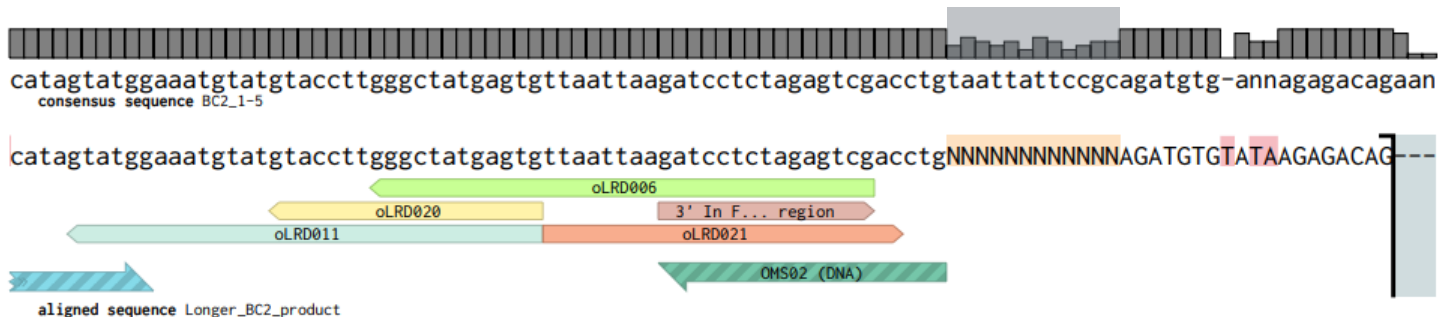 catagtatggaaatgtatgtaccttgggctatgagtgttaattaagatcctctagagtcgacctgtaattattccgcagatgtg-annagagacagaan
consensus sequence BC2_1-5
catagtatggaaatgtatgtaccttgggctatgagtgttaattaagatcctctagagtcgacctgNNNNNNNNNNNNAGATGTGTATAAGAGACAG---
oLRD006
oLRD020 3' In F... region
oLRD011 oLRD021
OMS02 (DNA)
aligned sequence Longer_BC2_product